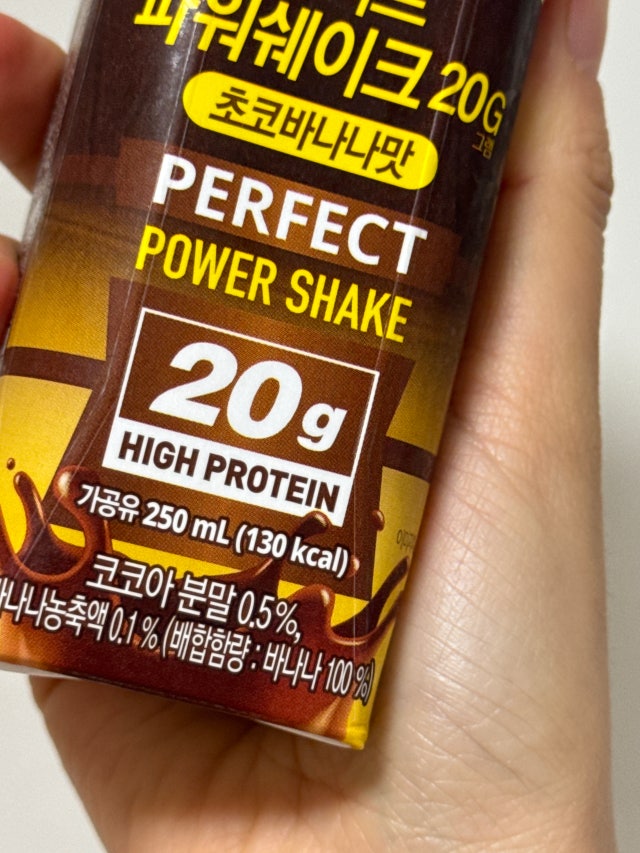 파워쉐이크 20G
그램
초코바나나맛
PERFECT
POWER SHAKE
20g
HIGH PROTEIN
가공유 250 mL (130 kcal)
코코아 분말 0.5%,
바나나농축액 0.1% (배합함량 : 바나나 100%)